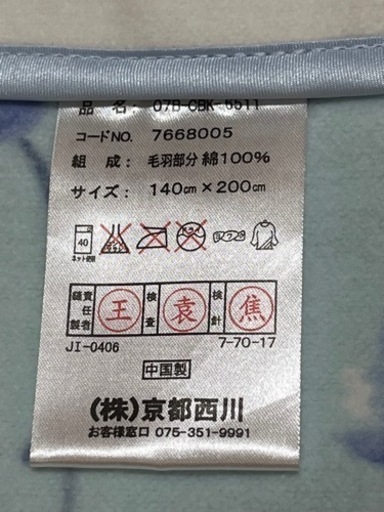 品 名: 07B-CBK-5511
コードNO. 7668005
組 成: 毛羽部分 綿100%
サイズ: 140cm×200cm
40
ネット使用
縫製責任者 王 検査 袁 検針 焦
JI-0406 7-70-17
中国製
(株)京都西川
お客様窓口 075-351-9991